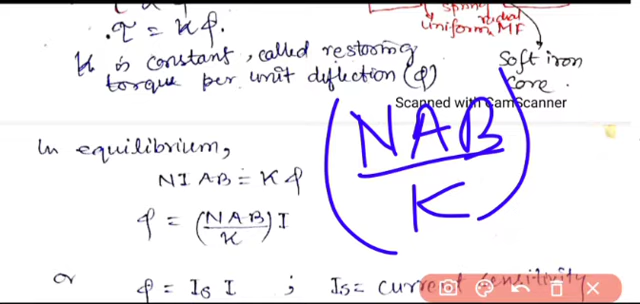 τ = Kφ.
K is constant, called restoring
torque per unit deflection (φ)
spring radial
Uniform MF
Soft iron
core.
Scanned with CamScanner
In equilibrium,
NIAB = Kφ
φ = (NAB/K) I
(NAB/K)
or φ = Is I ; Is = current sensitivity